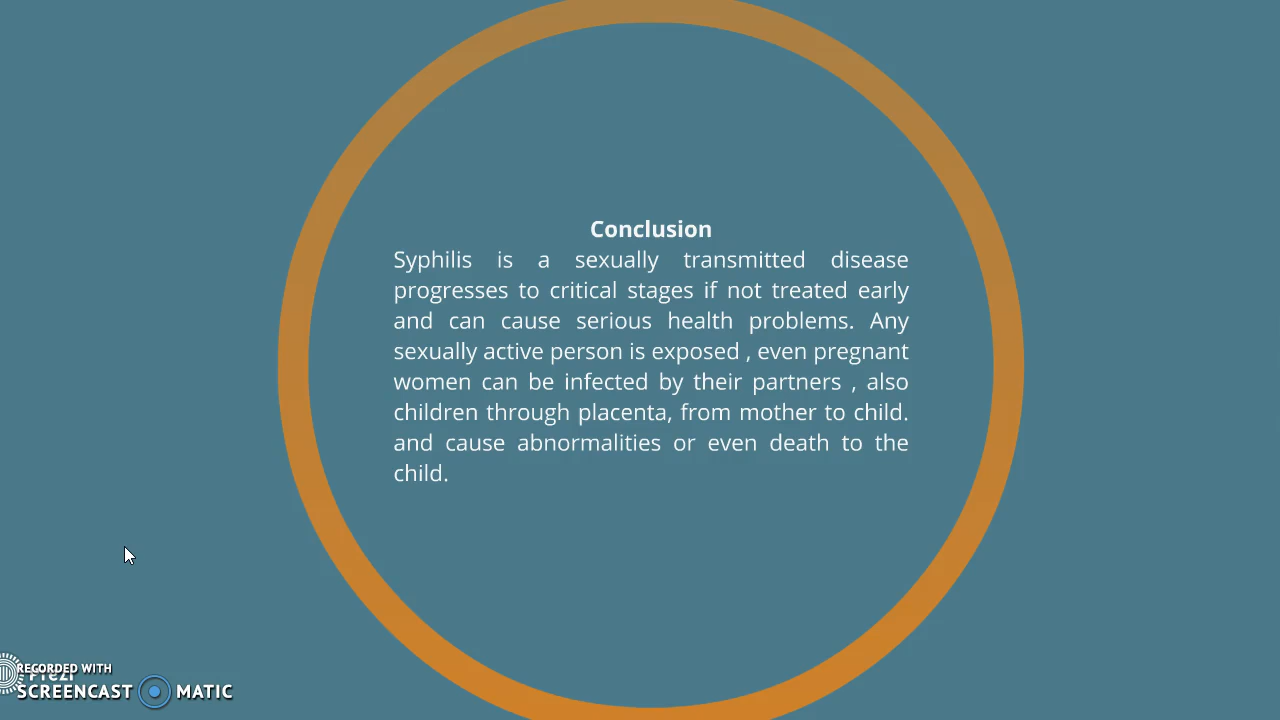 Conclusion
Syphilis is a sexually transmitted disease
progresses to critical stages if not treated early
and can cause serious health problems. Any
sexually active person is exposed , even pregnant
women can be infected by their partners , also
children through placenta, from mother to child.
and cause abnormalities or even death to the
child.
RECORDED WITH
Prezi
SCREENCAST MATIC